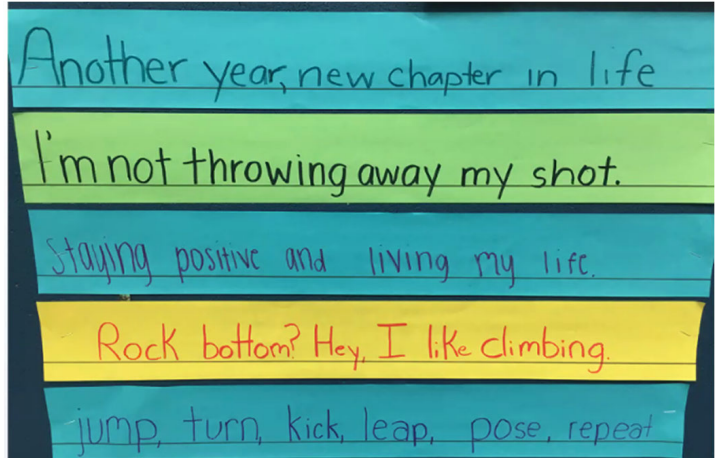 Another year, new chapter in life
I'm not throwing away my shot.
Staying positive and living my life.
Rock bottom? Hey, I like climbing.
jump, turn, kick, leap, pose, repeat